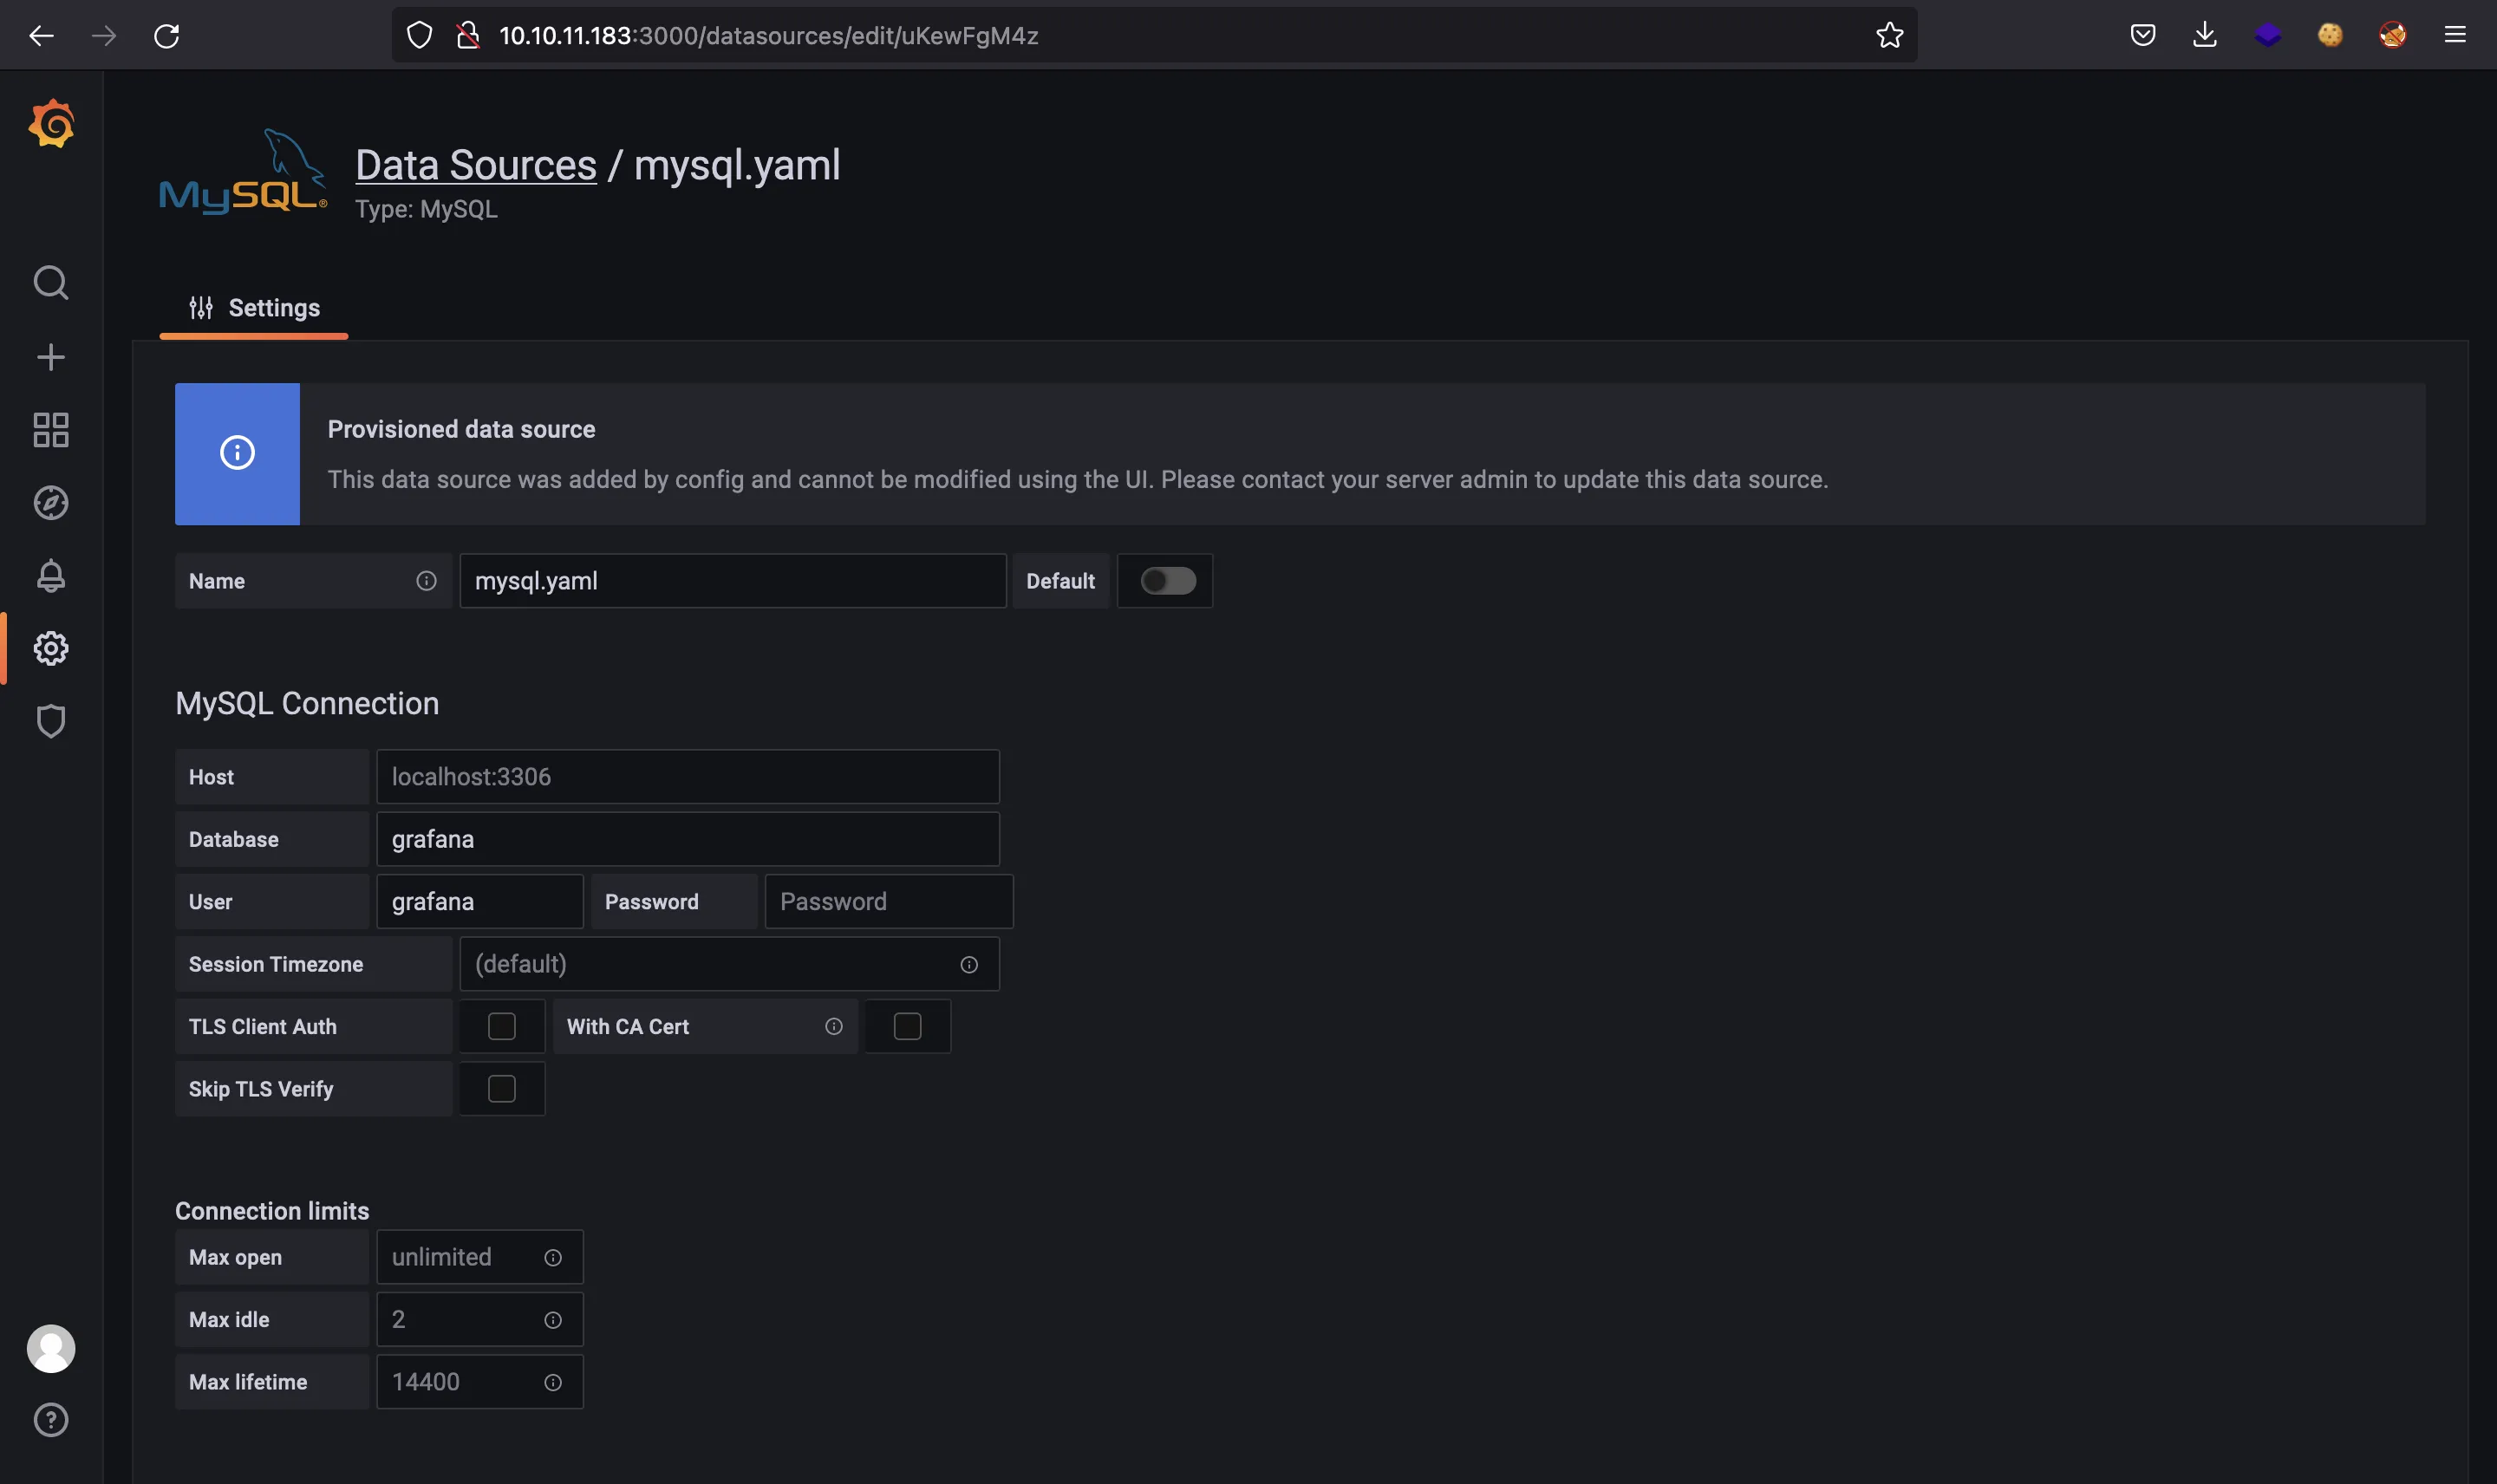 10.10.11.183:3000/datasources/edit/uKewFgM4z
MySQL®
Data Sources / mysql.yaml
Type: MySQL
Settings
Provisioned data source
This data source was added by config and cannot be modified using the UI. Please contact your server admin to update this data source.
Name mysql.yaml Default
MySQL Connection
Host localhost:3306
Database grafana
User grafana Password Password
Session Timezone (default)
TLS Client Auth With CA Cert
Skip TLS Verify
Connection limits
Max open unlimited
Max idle 2
Max lifetime 14400